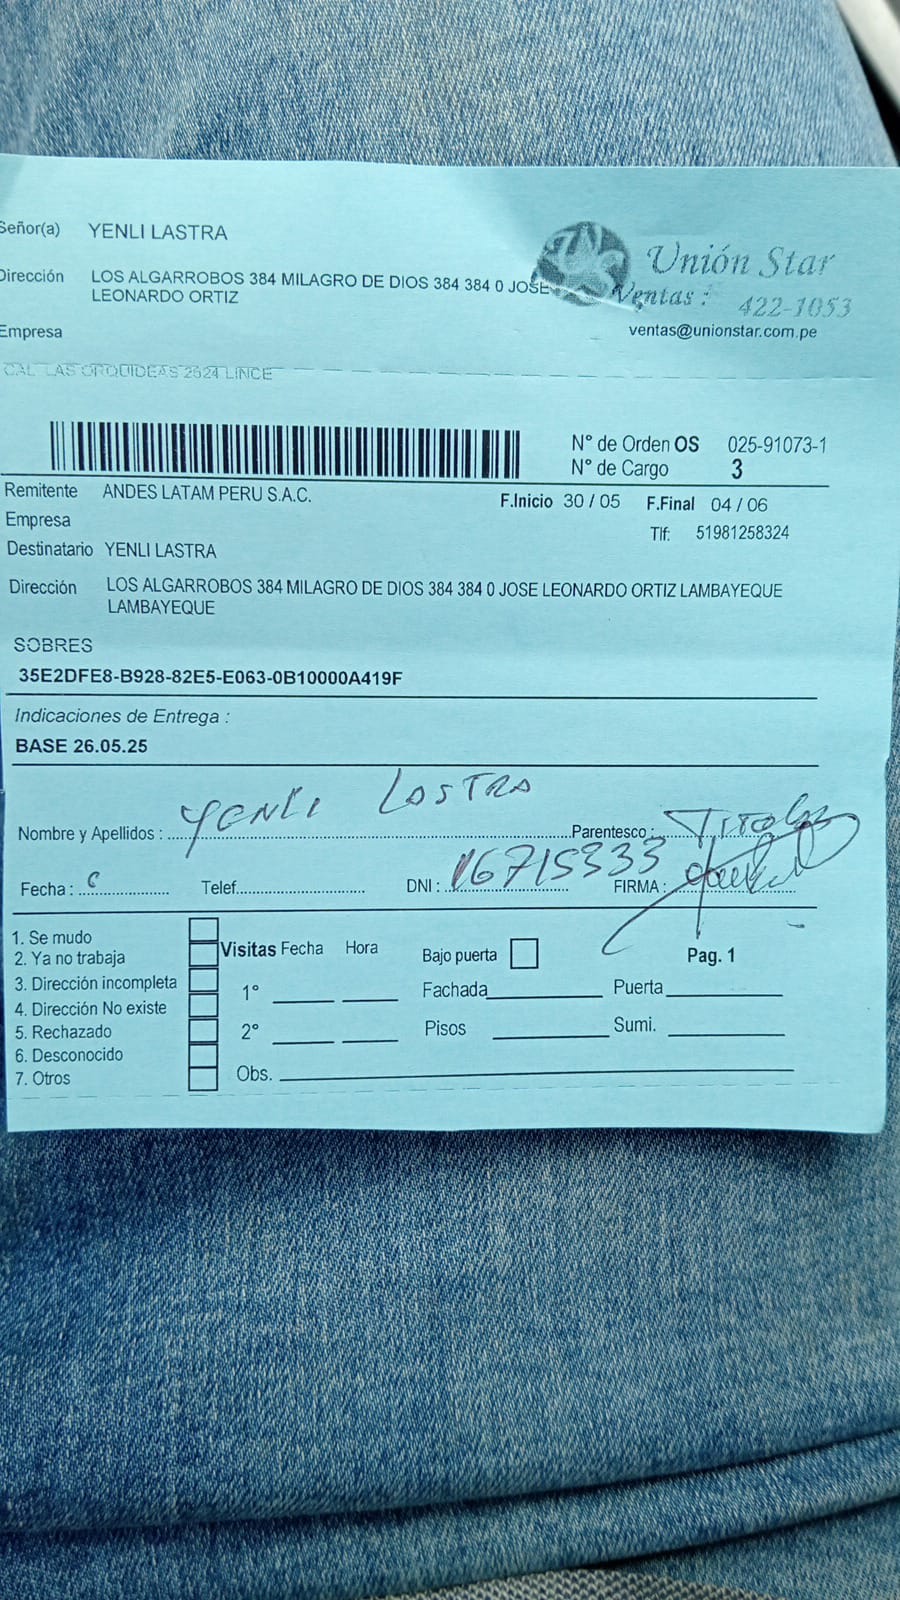 Señor(a) YENLI LASTRA
Dirección LOS ALGARROBOS 384 MILAGRO DE DIOS 384 384 0 JOSE
LEONARDO ORTIZ
Unión Star
Ventas : 422-1053
ventas@unionstar.com.pe
Empresa
CAL LAS ORQUIDEAS 2624 LINCE
N° de Orden OS 025-91073-1
N° de Cargo 3
Remitente ANDES LATAM PERU S.A.C.
F.Inicio 30 / 05 F.Final 04 / 06
Empresa
Tlf: 51981258324
Destinatario YENLI LASTRA
Dirección LOS ALGARROBOS 384 MILAGRO DE DIOS 384 384 0 JOSE LEONARDO ORTIZ LAMBAYEQUE
LAMBAYEQUE
SOBRES
35E2DFE8-B928-82E5-E063-0B10000A419F
Indicaciones de Entrega :
BASE 26.05.25
Nombre y Apellidos : YENLI LASTRA Parentesco : Titular
Fecha : Telef. DNI : 16715333 FIRMA :
1. Se mudo
2. Ya no trabaja
3. Dirección incompleta
4. Dirección No existe
5. Rechazado
6. Desconocido
7. Otros
Visitas Fecha Hora Bajo puerta Pag. 1
1° Fachada Puerta
2° Pisos Sumi.
Obs.